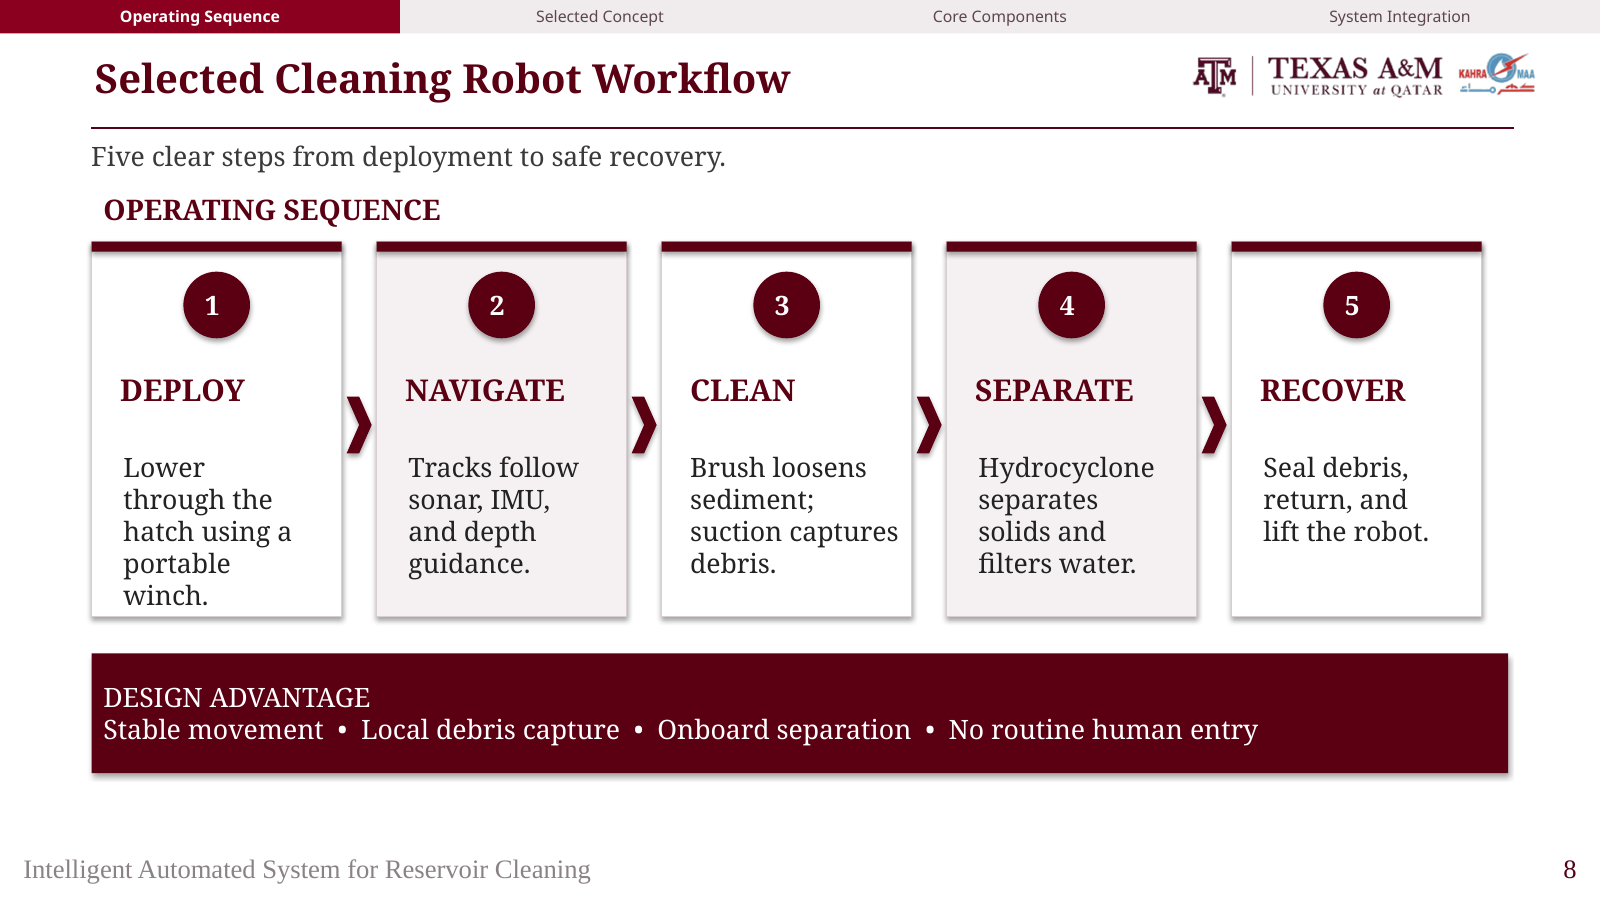 Operating Sequence
Selected Concept
Core Components
System Integration
Selected Cleaning Robot Workflow
TEXAS A&M
UNIVERSITY at QATAR
KAHRAMAA
Five clear steps from deployment to safe recovery.
OPERATING SEQUENCE
1
DEPLOY
Lower
through the
hatch using a
portable
winch.
2
NAVIGATE
Tracks follow
sonar, IMU,
and depth
guidance.
3
CLEAN
Brush loosens
sediment;
suction captures
debris.
4
SEPARATE
Hydrocyclone
separates
solids and
filters water.
5
RECOVER
Seal debris,
return, and
lift the robot.
DESIGN ADVANTAGE
Stable movement • Local debris capture • Onboard separation • No routine human entry
Intelligent Automated System for Reservoir Cleaning
8